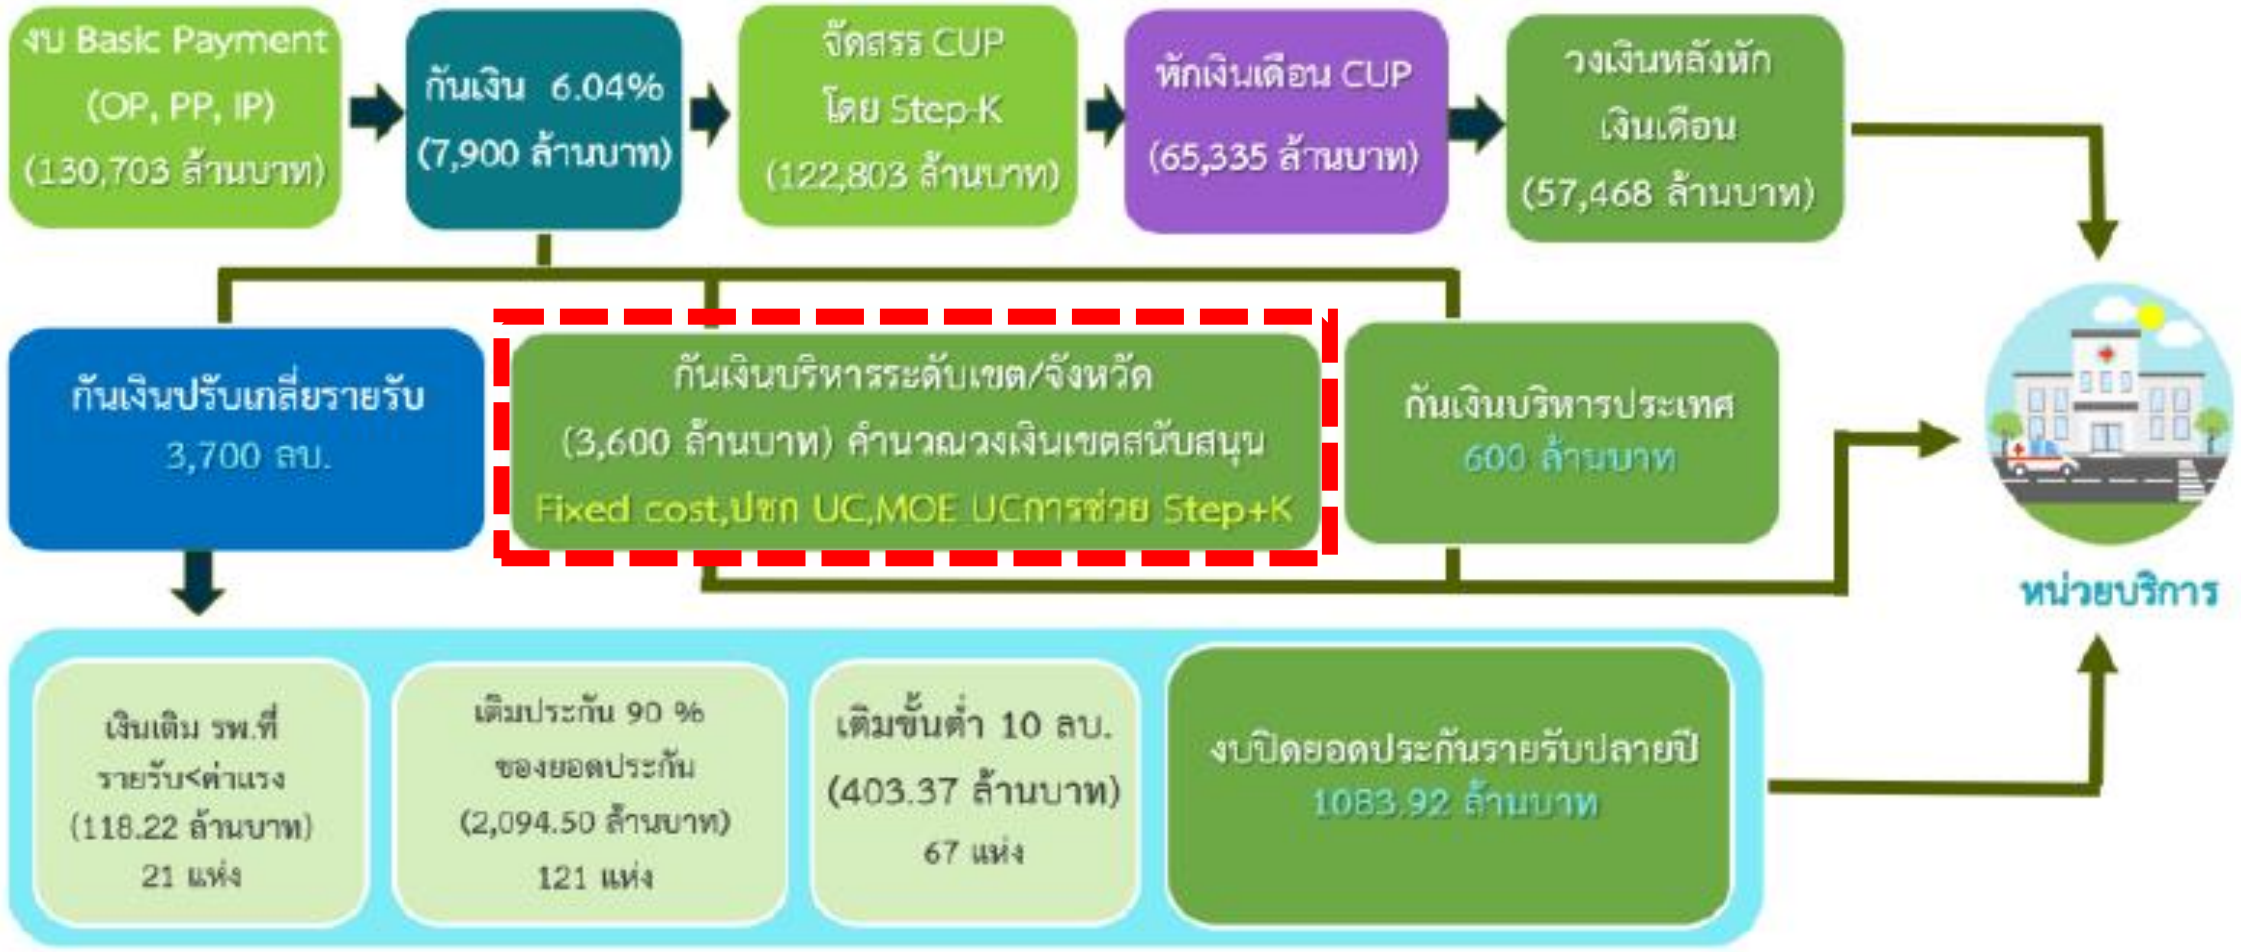 งบ Basic Payment
(OP, PP, IP)
(130,703 ล้านบาท)
กันเงิน 6.04%
(7,900 ล้านบาท)
จัดสรร CUP
โดย Step-K
(122,803 ล้านบาท)
หักเงินเดือน CUP
(65,335 ล้านบาท)
วงเงินหลังหัก
เงินเดือน
(57,468 ล้านบาท)
กันเงินปรับเกลี่ยรายรับ
3,700 ลบ.
กันเงินบริหารระดับเขต/จังหวัด
(3,600 ล้านบาท) คำนวณวงเงินเขตสนับสนุน
Fixed cost,ปชก UC,MOE UCการช่วย Step+K
กันเงินบริหารประเทศ
600 ล้านบาท
หน่วยบริการ
เงินเติม รพ.ที่
รายรับ<ค่าแรง
(118.22 ล้านบาท)
21 แห่ง
เติมประกัน 90 %
ของยอดประกัน
(2,094.50 ล้านบาท)
121 แห่ง
เติมขั้นต่ำ 10 ลบ.
(403.37 ล้านบาท)
67 แห่ง
งบปิดยอดประกันรายรับปลายปี
1083.92 ล้านบาท